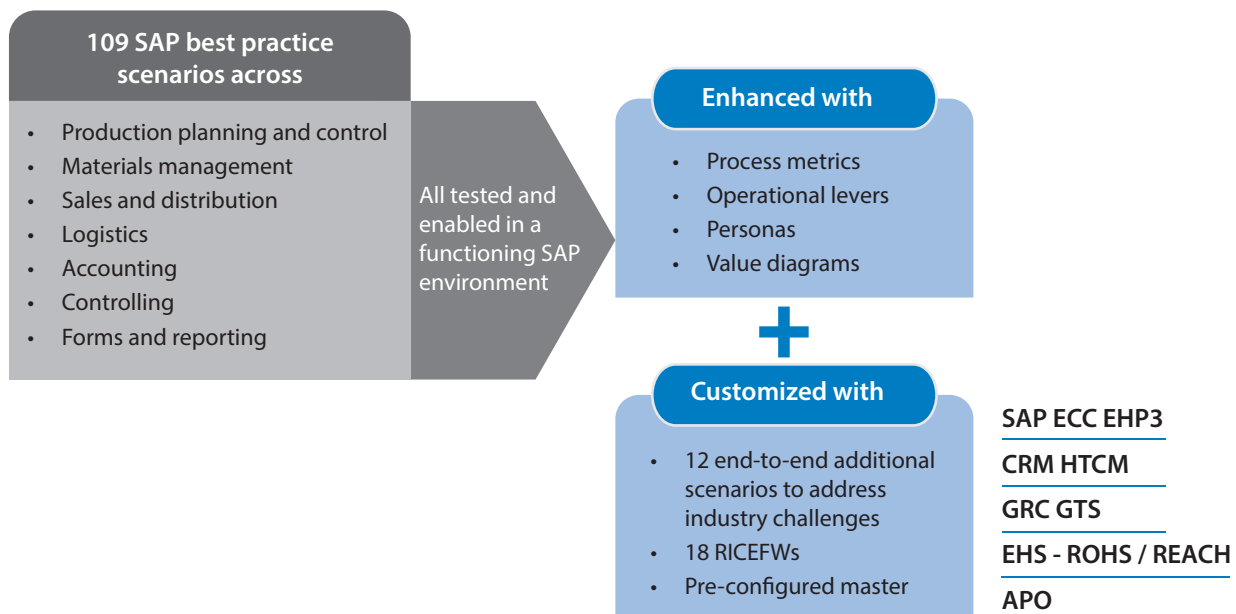 109 SAP best practice
scenarios across
• Production planning and control
• Materials management
• Sales and distribution
• Logistics
• Accounting
• Controlling
• Forms and reporting
All tested and
enabled in a
functioning SAP
environment
Enhanced with
• Process metrics
• Operational levers
• Personas
• Value diagrams
+
Customized with
• 12 end-to-end additional
scenarios to address
industry challenges
• 18 RICEFWs
• Pre-configured master
SAP ECC EHP3
CRM HTCM
GRC GTS
EHS - ROHS / REACH
APO